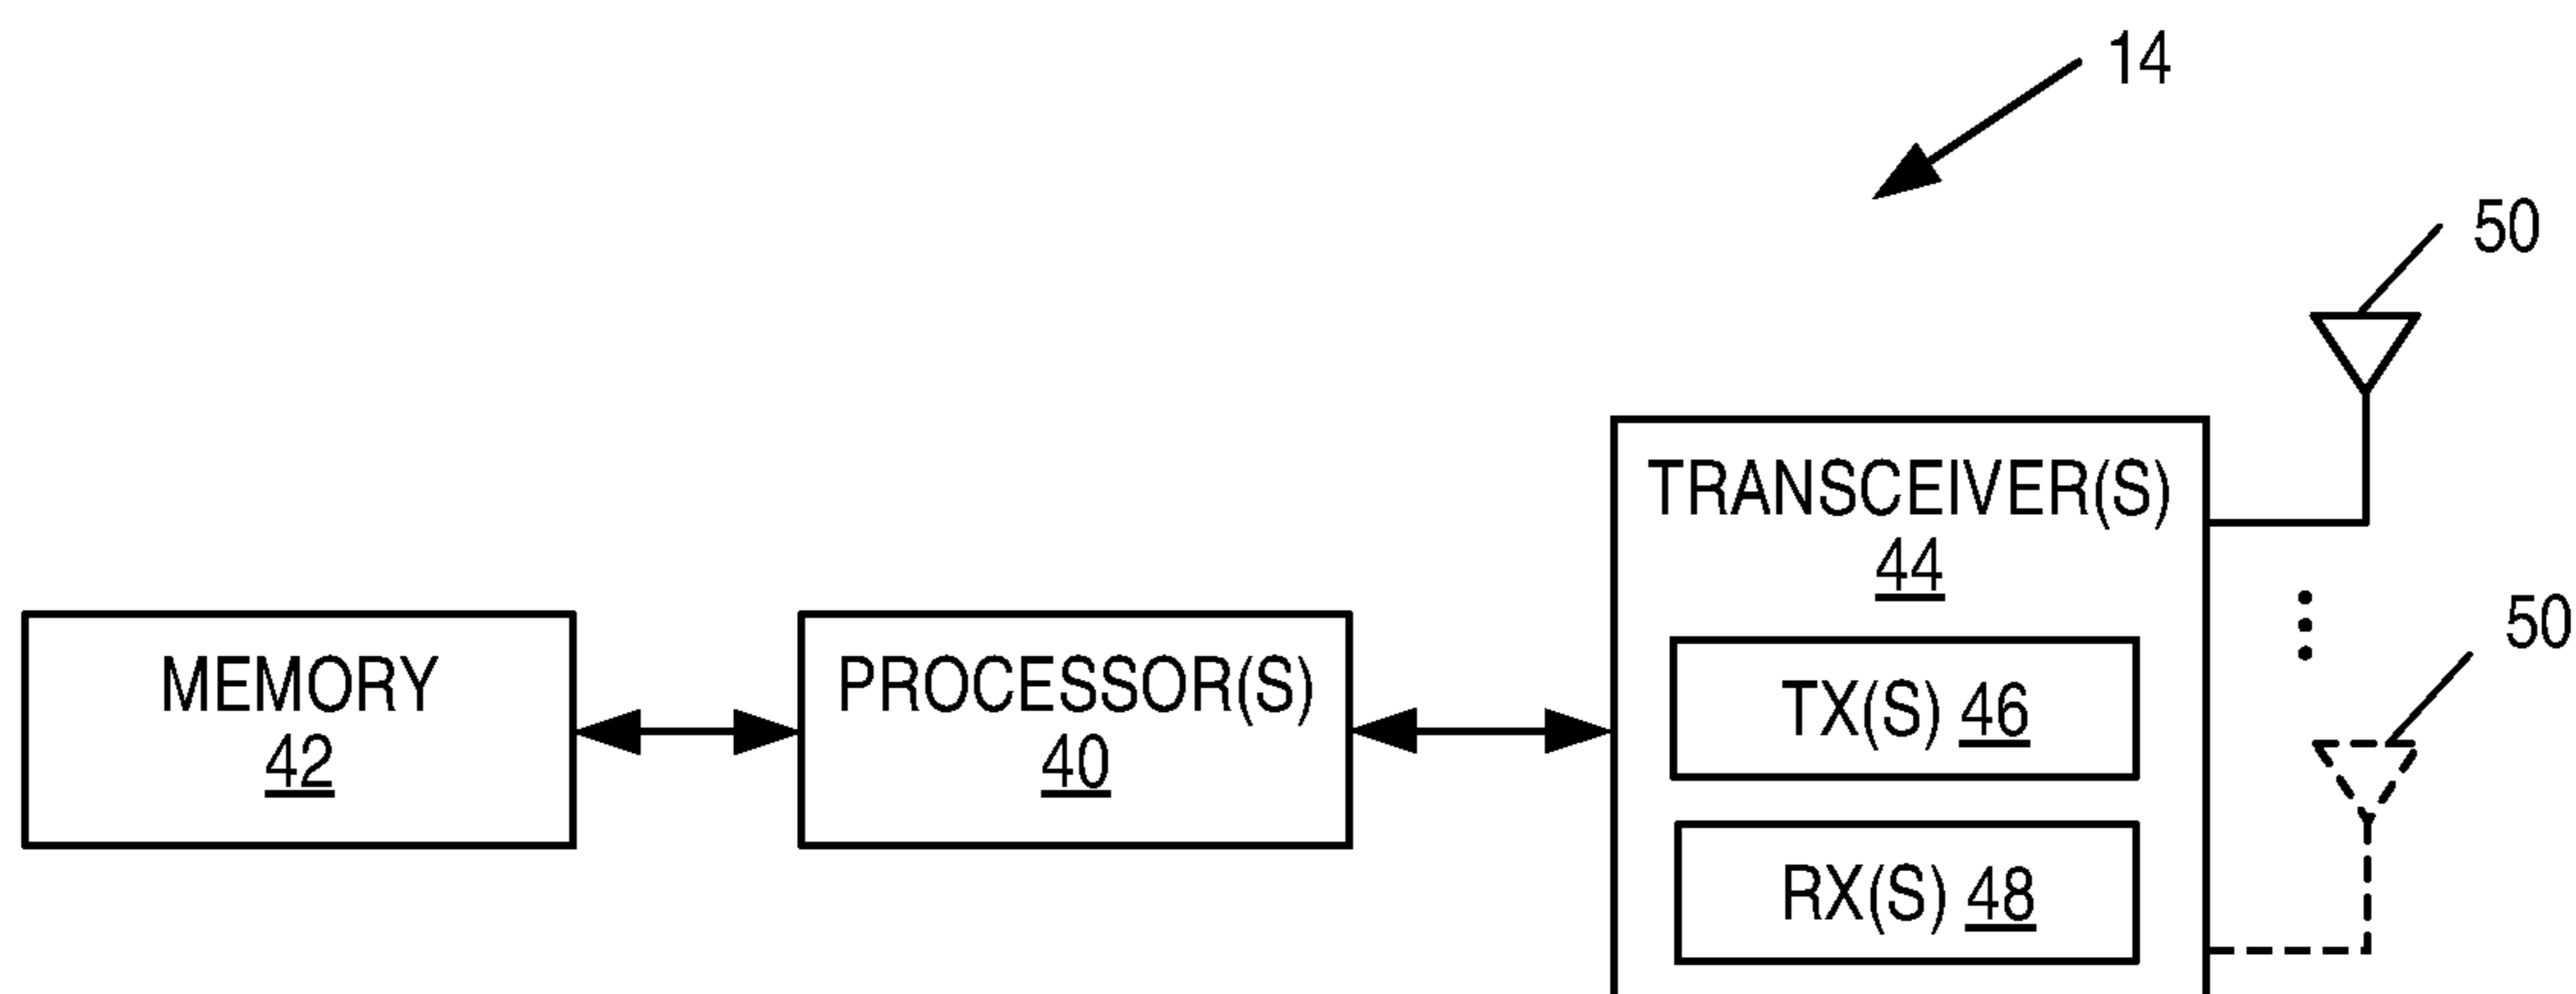 14
50
TRANSCEIVER(S)
44
50
MEMORY
42
PROCESSOR(S)
40
TX(S) 46
RX(S) 48